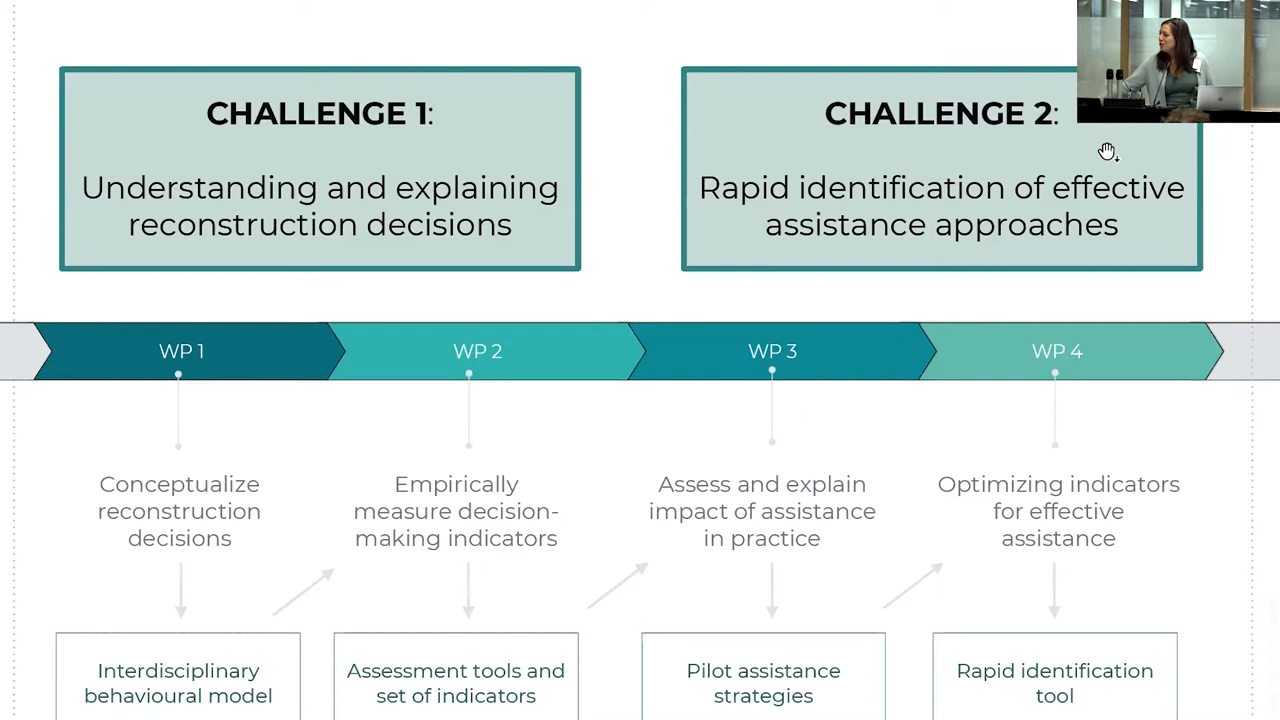 CHALLENGE 1:
Understanding and explaining
reconstruction decisions
CHALLENGE 2:
Rapid identification of effective
assistance approaches
WP 1
WP 2
WP 3
WP 4
Conceptualize
reconstruction
decisions
Empirically
measure decision-
making indicators
Assess and explain
impact of assistance
in practice
Optimizing indicators
for effective
assistance
Interdisciplinary
behavioural model
Assessment tools and
set of indicators
Pilot assistance
strategies
Rapid identification
tool